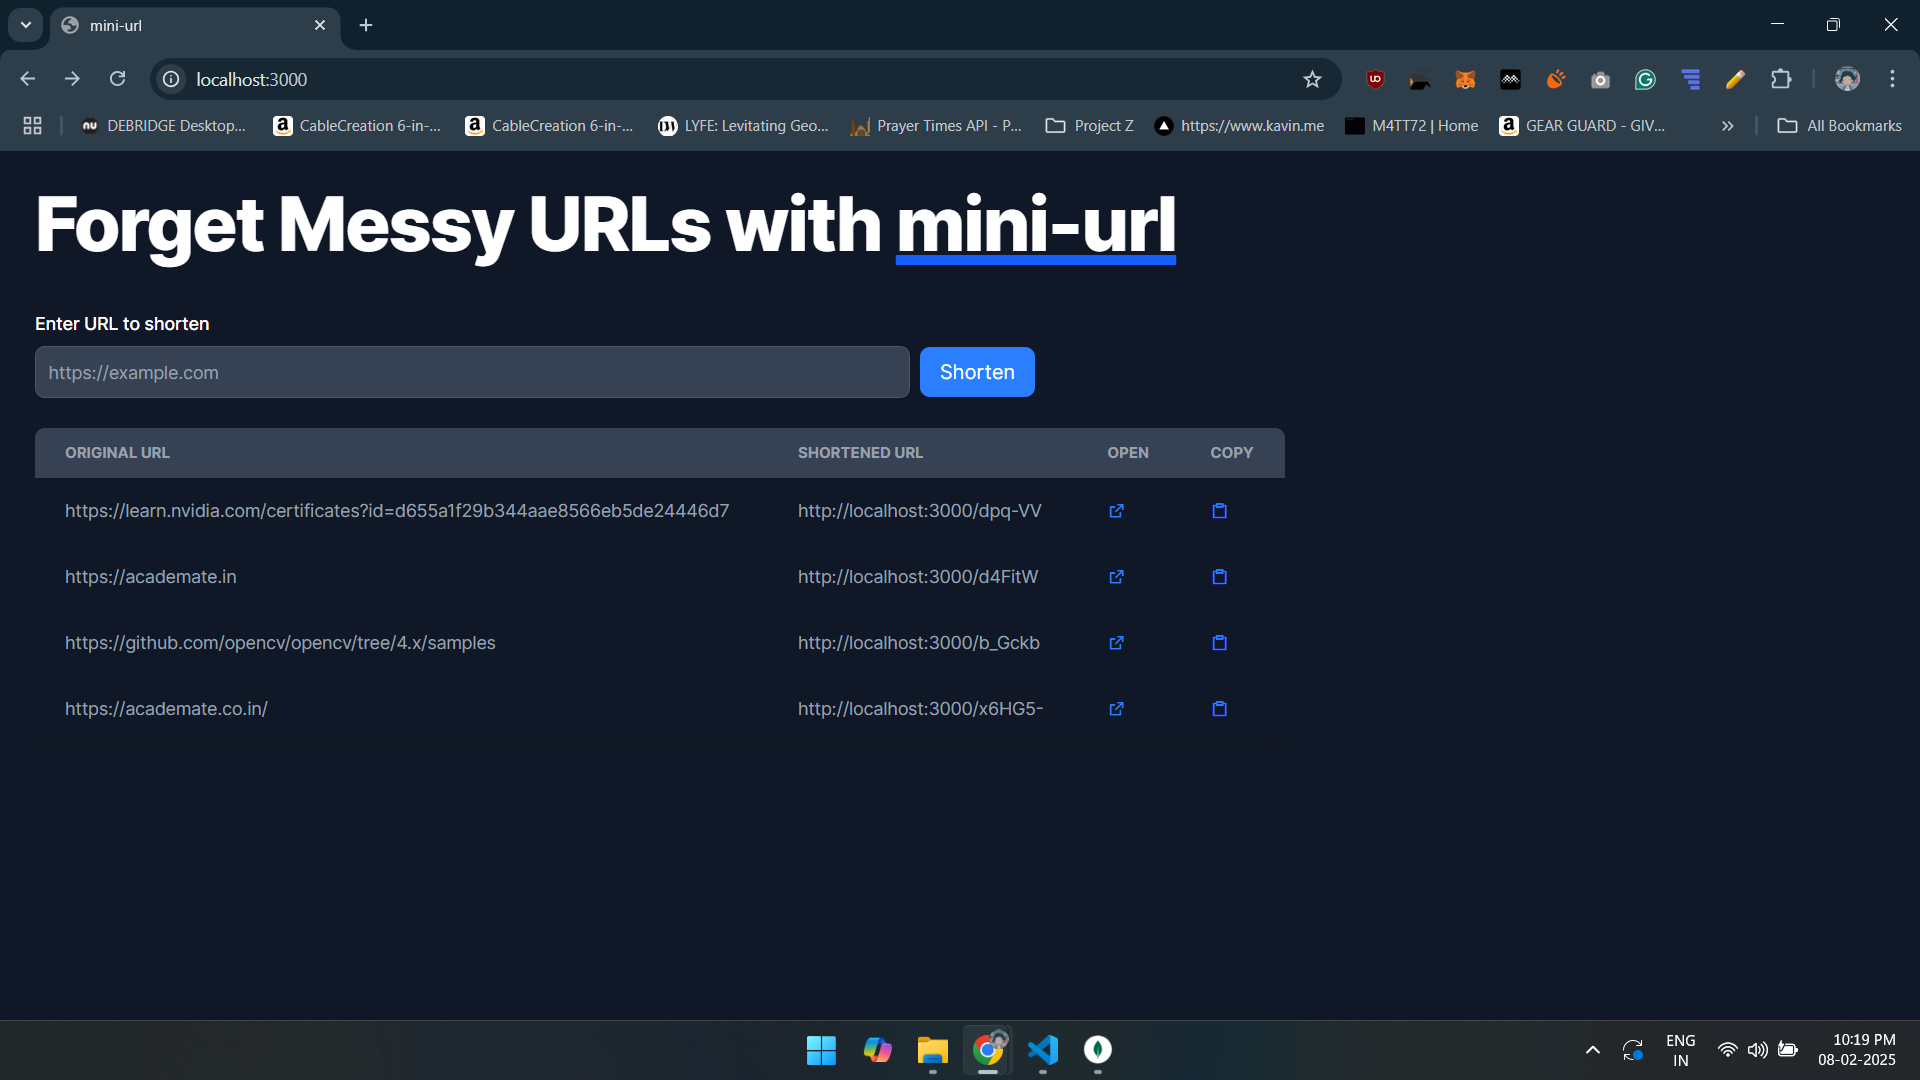 mini-url
localhost:3000
DEBRIDGE Desktop... CableCreation 6-in-... CableCreation 6-in-... LYFE: Levitating Geo... Prayer Times API - P... Project Z https://www.kavin.me M4TT72 | Home GEAR GUARD - GIV... All Bookmarks
Forget Messy URLs with mini-url
Enter URL to shorten
https://example.com Shorten
ORIGINAL URL SHORTENED URL OPEN COPY
https://learn.nvidia.com/certificates?id=d655a1f29b344aae8566eb5de24446d7 http://localhost:3000/dpq-VV
https://academate.in http://localhost:3000/d4FitW
https://github.com/opencv/opencv/tree/4.x/samples http://localhost:3000/b_Gckb
https://academate.co.in/ http://localhost:3000/x6HG5-
ENG 10:19 PM
IN 08-02-2025